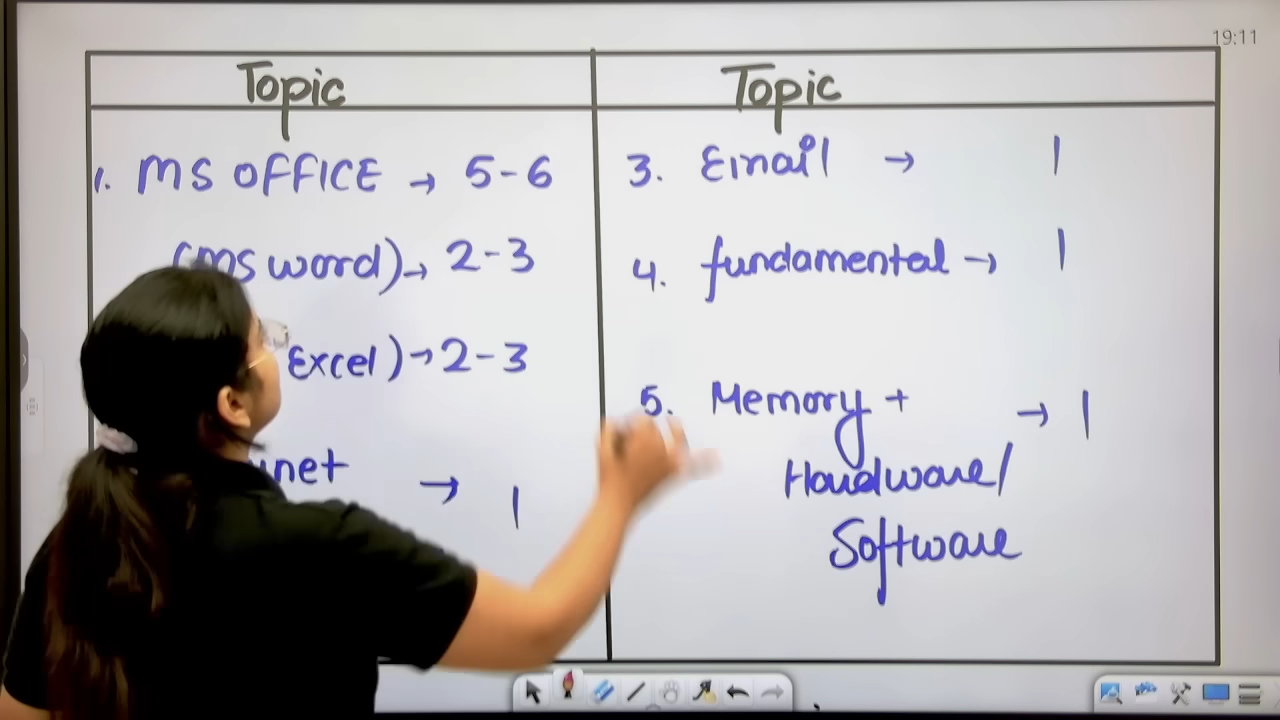 19:11
Topic
1. MS OFFICE → 5-6
(MS word) → 2-3
Excel) → 2-3
→ 1
Topic
3. Email → 1
4. fundamental → 1
5. Memory + → 1
Hardware/
Software